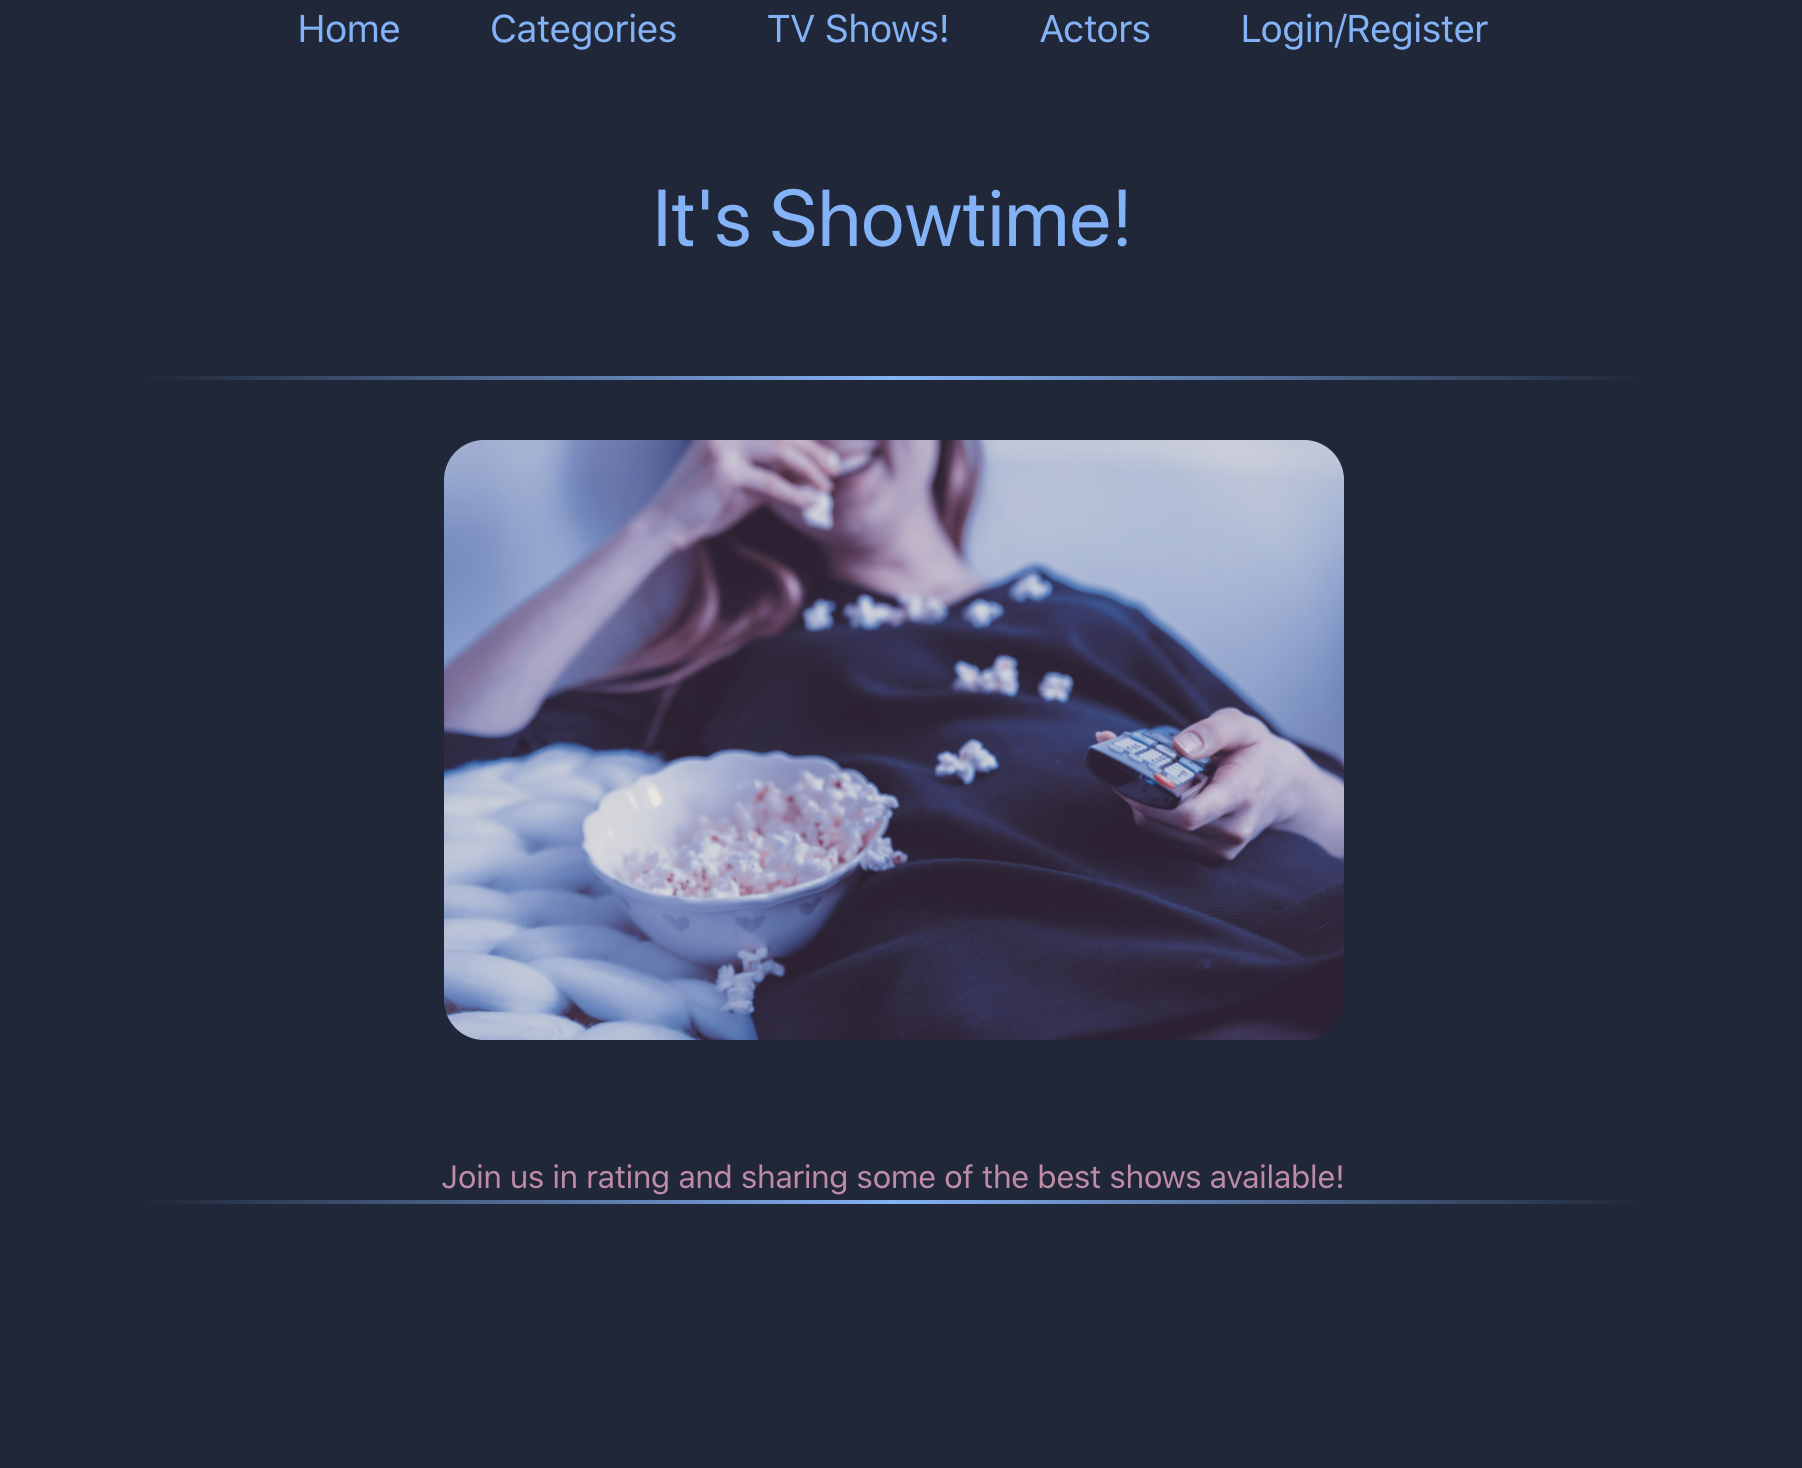 Home Categories TV Shows! Actors Login/Register
It's Showtime!
Join us in rating and sharing some of the best shows available!